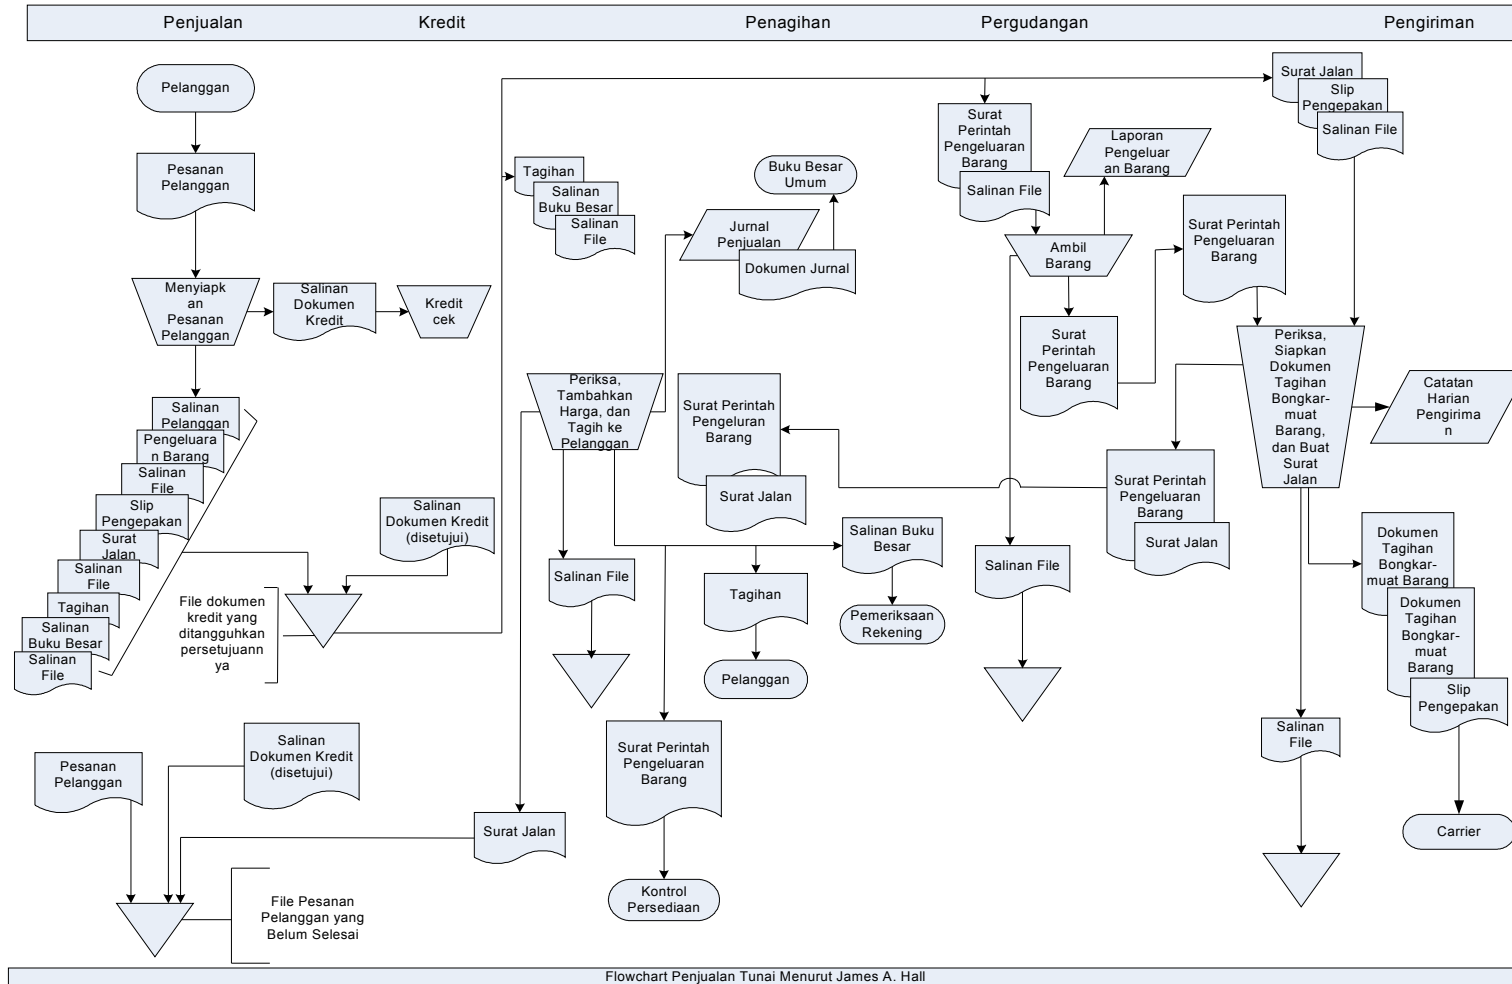 Penjualan
Kredit
Penagihan
Pergudangan
Pengiriman
Pelanggan
Pesanan
Pelanggan
Menyiapk
an
Pesanan
Pelanggan
Salinan
Dokumen
Kredit
Kredit
cek
Salinan
Pelanggan
Pengeluara
n Barang
Salinan
File
Slip
Pengepakan
Surat
Jalan
Salinan
File
Tagihan
Salinan
Buku Besar
Salinan
File
File dokumen
kredit yang
ditangguhkan
persetujuann
ya
Salinan
Dokumen Kredit
(disetujui)
Pesanan
Pelanggan
Salinan
Dokumen Kredit
(disetujui)
File Pesanan
Pelanggan yang
Belum Selesai
Tagihan
Salinan
Buku Besar
Salinan
File
Periksa,
Tambahkan
Harga, dan
Tagih ke
Pelanggan
Jurnal
Penjualan
Dokumen Jurnal
Buku Besar
Umum
Surat Perintah
Pengeluran
Barang
Surat Jalan
Salinan File
Tagihan
Pelanggan
Salinan Buku
Besar
Pemeriksaan
Rekening
Surat Perintah
Pengeluaran
Barang
Kontrol
Persediaan
Surat Jalan
Surat
Perintah
Pengeluaran
Barang
Salinan File
Laporan
Pengeluar
an Barang
Ambil
Barang
Surat
Perintah
Pengeluaran
Barang
Salinan File
Surat Perintah
Pengeluaran
Barang
Surat Perintah
Pengeluaran
Barang
Surat Jalan
Surat Jalan
Slip
Pengepakan
Salinan File
Periksa,
Siapkan
Dokumen
Tagihan
Bongkar-
muat
Barang,
dan Buat
Surat
Jalan
Catatan
Harian
Pengirima
n
Dokumen
Tagihan
Bongkar-
muat Barang
Dokumen
Tagihan
Bongkar-
muat
Barang
Slip
Pengepakan
Salinan
File
Carrier
Flowchart Penjualan Tunai Menurut James A. Hall